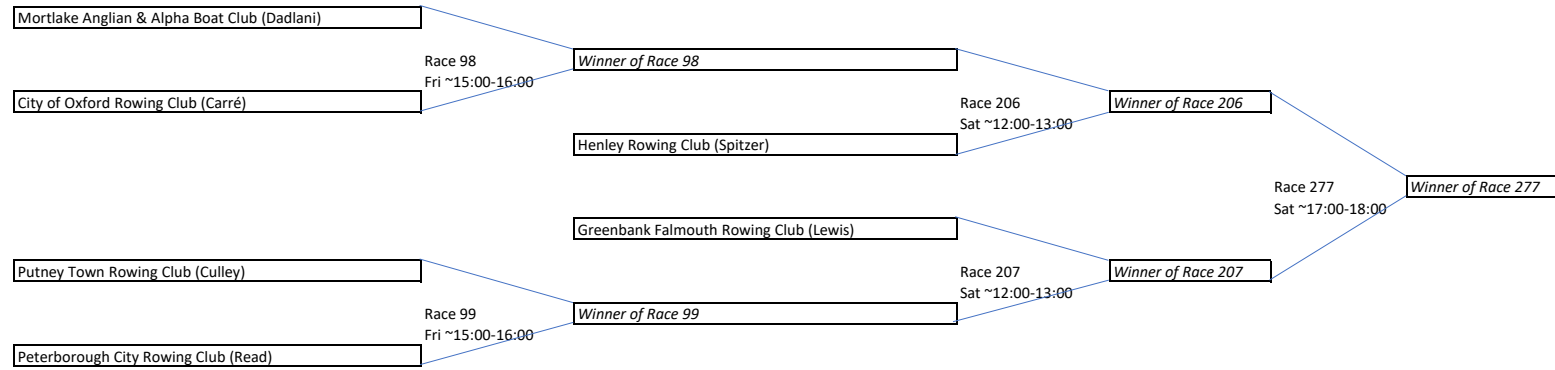 Mortlake Anglian & Alpha Boat Club (Dadlani)
Race 98
Fri ~15:00-16:00
Winner of Race 98
City of Oxford Rowing Club (Carré)
Race 206
Sat ~12:00-13:00
Winner of Race 206
Henley Rowing Club (Spitzer)
Race 277
Sat ~17:00-18:00
Winner of Race 277
Greenbank Falmouth Rowing Club (Lewis)
Putney Town Rowing Club (Culley)
Race 207
Sat ~12:00-13:00
Winner of Race 207
Race 99
Fri ~15:00-16:00
Winner of Race 99
Peterborough City Rowing Club (Read)